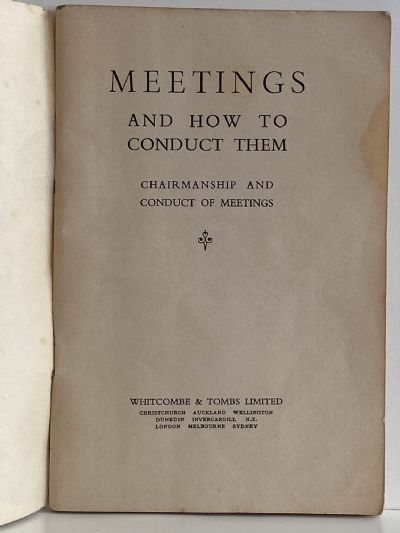 MEETINGS
AND HOW TO
CONDUCT THEM
CHAIRMANSHIP AND
CONDUCT OF MEETINGS
WHITCOMBE & TOMBS LIMITED
CHRISTCHURCH AUCKLAND WELLINGTON
DUNEDIN INVERCARGILL N.Z.
LONDON MELBOURNE SYDNEY